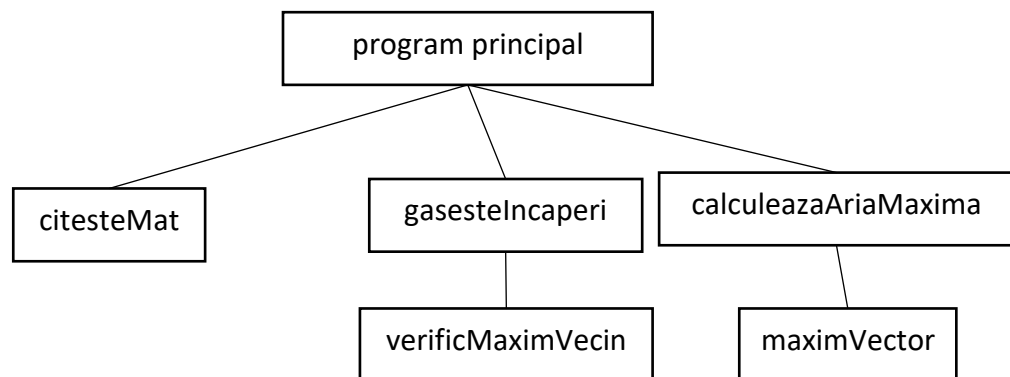 program principal
citesteMat
gasesteIncaperi
calculeazaAriaMaxima
verificMaximVecin
maximVector